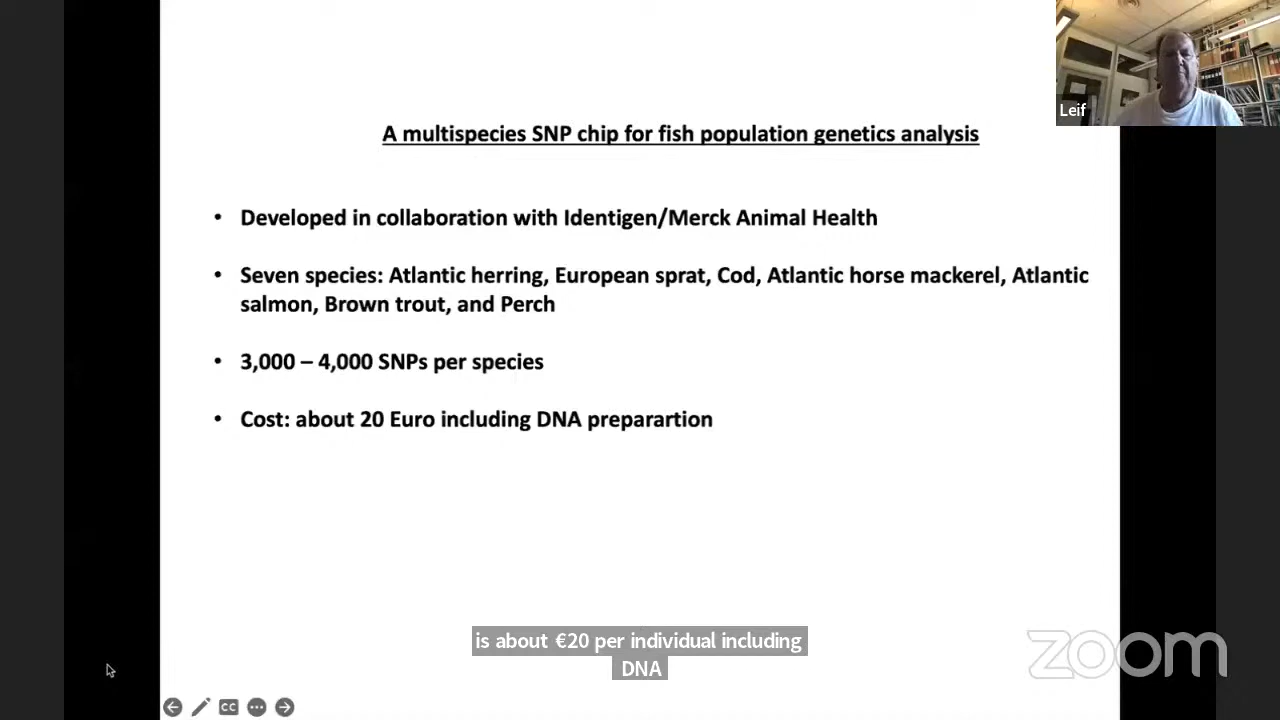 Leif
A multispecies SNP chip for fish population genetics analysis
• Developed in collaboration with Identigen/Merck Animal Health
• Seven species: Atlantic herring, European sprat, Cod, Atlantic horse mackerel, Atlantic
salmon, Brown trout, and Perch
• 3,000 – 4,000 SNPs per species
• Cost: about 20 Euro including DNA preparartion
is about €20 per individual including
DNA
zoom
CC